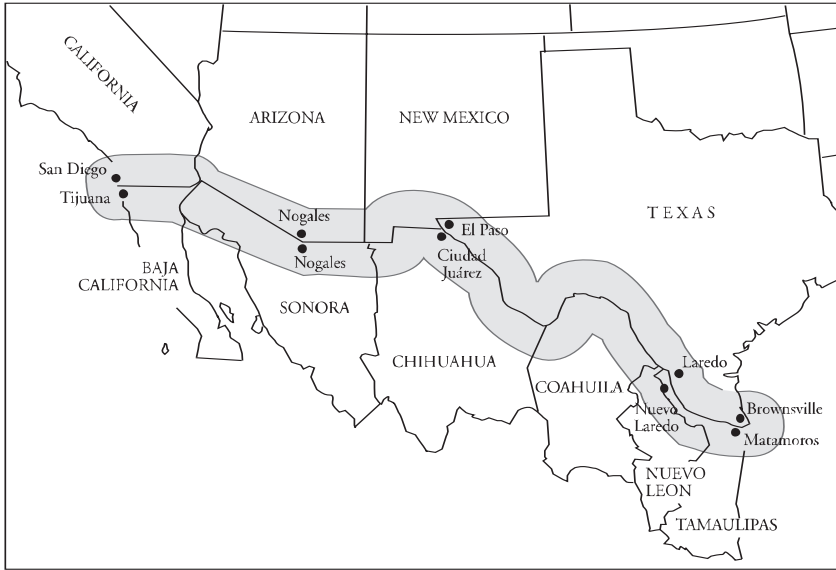 CALIFORNIA
ARIZONA
NEW MEXICO
San Diego
Tijuana
Nogales
Nogales
El Paso
Ciudad
Juárez
TEXAS
BAJA
CALIFORNIA
SONORA
CHIHUAHUA
COAHUILA
Laredo
Nuevo
Laredo
Brownsville
Matamoros
NUEVO
LEON
TAMAULIPAS